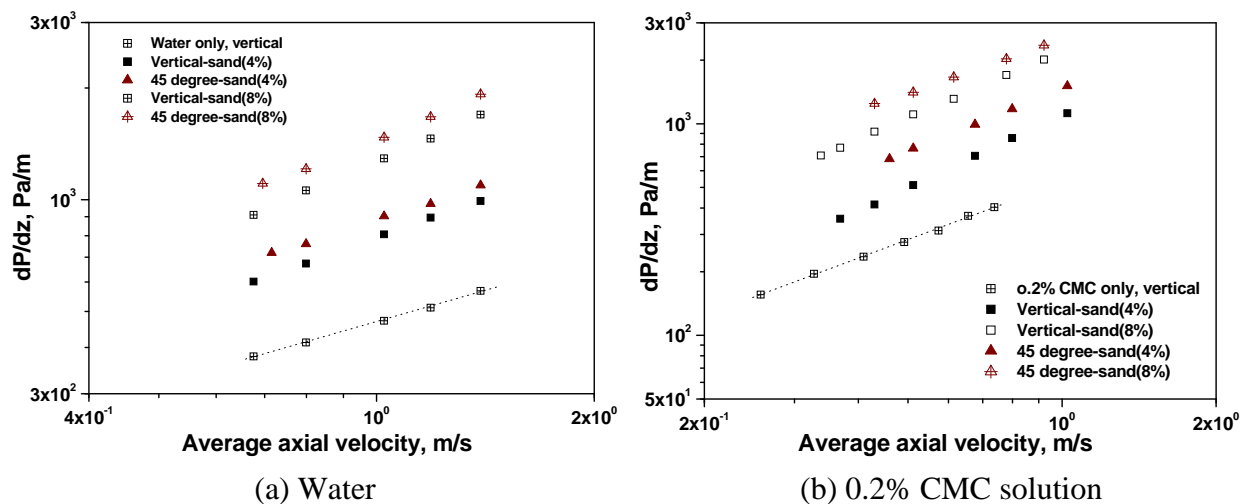 3x10³
Water only, vertical
Vertical-sand(4%)
45 degree-sand(4%)
Vertical-sand(8%)
45 degree-sand(8%)
dP/dz, Pa/m
10³
3x10²
4x10⁻¹
10⁰
2x10⁰
Average axial velocity, m/s
(a) Water
3x10³
dP/dz, Pa/m
10³
o.2% CMC only, vertical
Vertical-sand(4%)
Vertical-sand(8%)
45 degree-sand(4%)
45 degree-sand(8%)
10²
5x10¹
2x10⁻¹
10⁰
2x10⁰
Average axial velocity, m/s
(b) 0.2% CMC solution